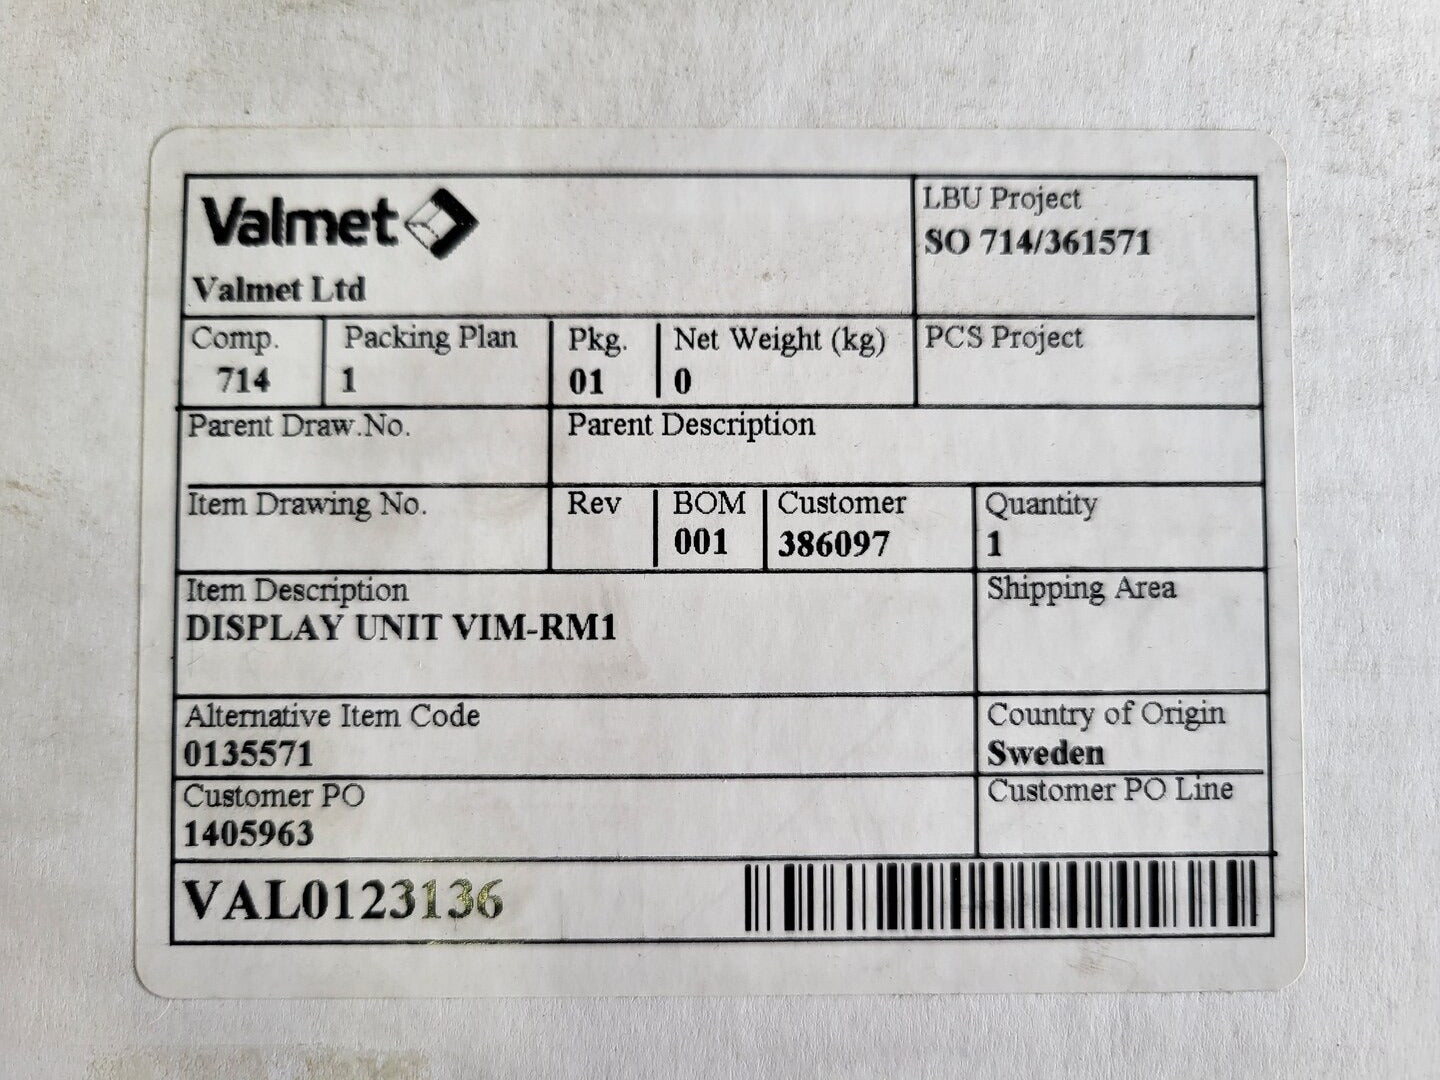 Valmet
Valmet Ltd
LBU Project
SO 714/361571
Comp.
714
Packing Plan
1
Pkg.
01
Net Weight (kg)
0
PCS Project
Parent Draw.No.
Parent Description
Item Drawing No.
Rev
BOM
001
Customer
386097
Quantity
1
Item Description
DISPLAY UNIT VIM-RM1
Shipping Area
Alternative Item Code
0135571
Country of Origin
Sweden
Customer PO
1405963
Customer PO Line
VAL0123136